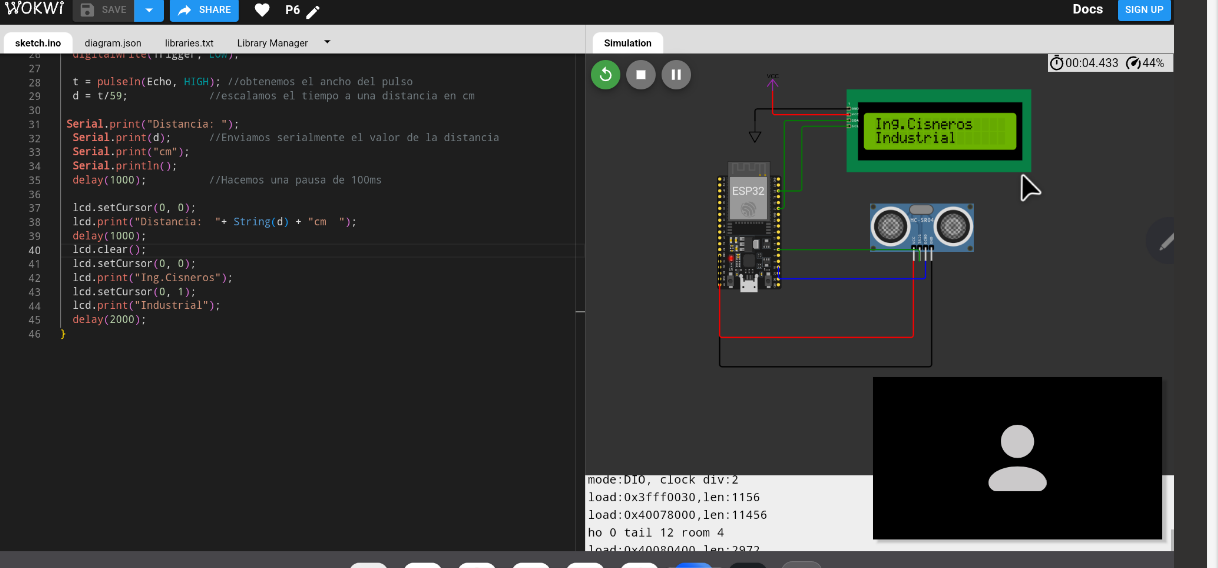 WOKWI
SAVE
SHARE
P6
Docs
SIGN UP
sketch.ino
diagram.json
libraries.txt
Library Manager
Simulation
26 digitalWrite(Trigger, LOW);
27
28 t = pulseIn(Echo, HIGH); //obtenemos el ancho del pulso
29 d = t/59; //escalamos el tiempo a una distancia en cm
30
31 Serial.print("Distancia: ");
32 Serial.print(d); //Enviamos serialmente el valor de la distancia
33 Serial.print("cm");
34 Serial.println();
35 delay(1000); //Hacemos una pausa de 100ms
36
37 lcd.setCursor(0, 0);
38 lcd.print("Distancia:  "+ String(d) + "cm  ");
39 delay(1000);
40 lcd.clear();
41 lcd.setCursor(0, 0);
42 lcd.print("Ing.Cisneros");
43 lcd.setCursor(0, 1);
44 lcd.print("Industrial");
45 delay(2000);
46 }
00:04.433
44%
VCC
Ing.Cisneros
Industrial
ESP32
HC-SR04
mode:DIO, clock div:2
load:0x3fff0030,len:1156
load:0x40078000,len:11456
ho 0 tail 12 room 4
load:0x40080400,len:2972